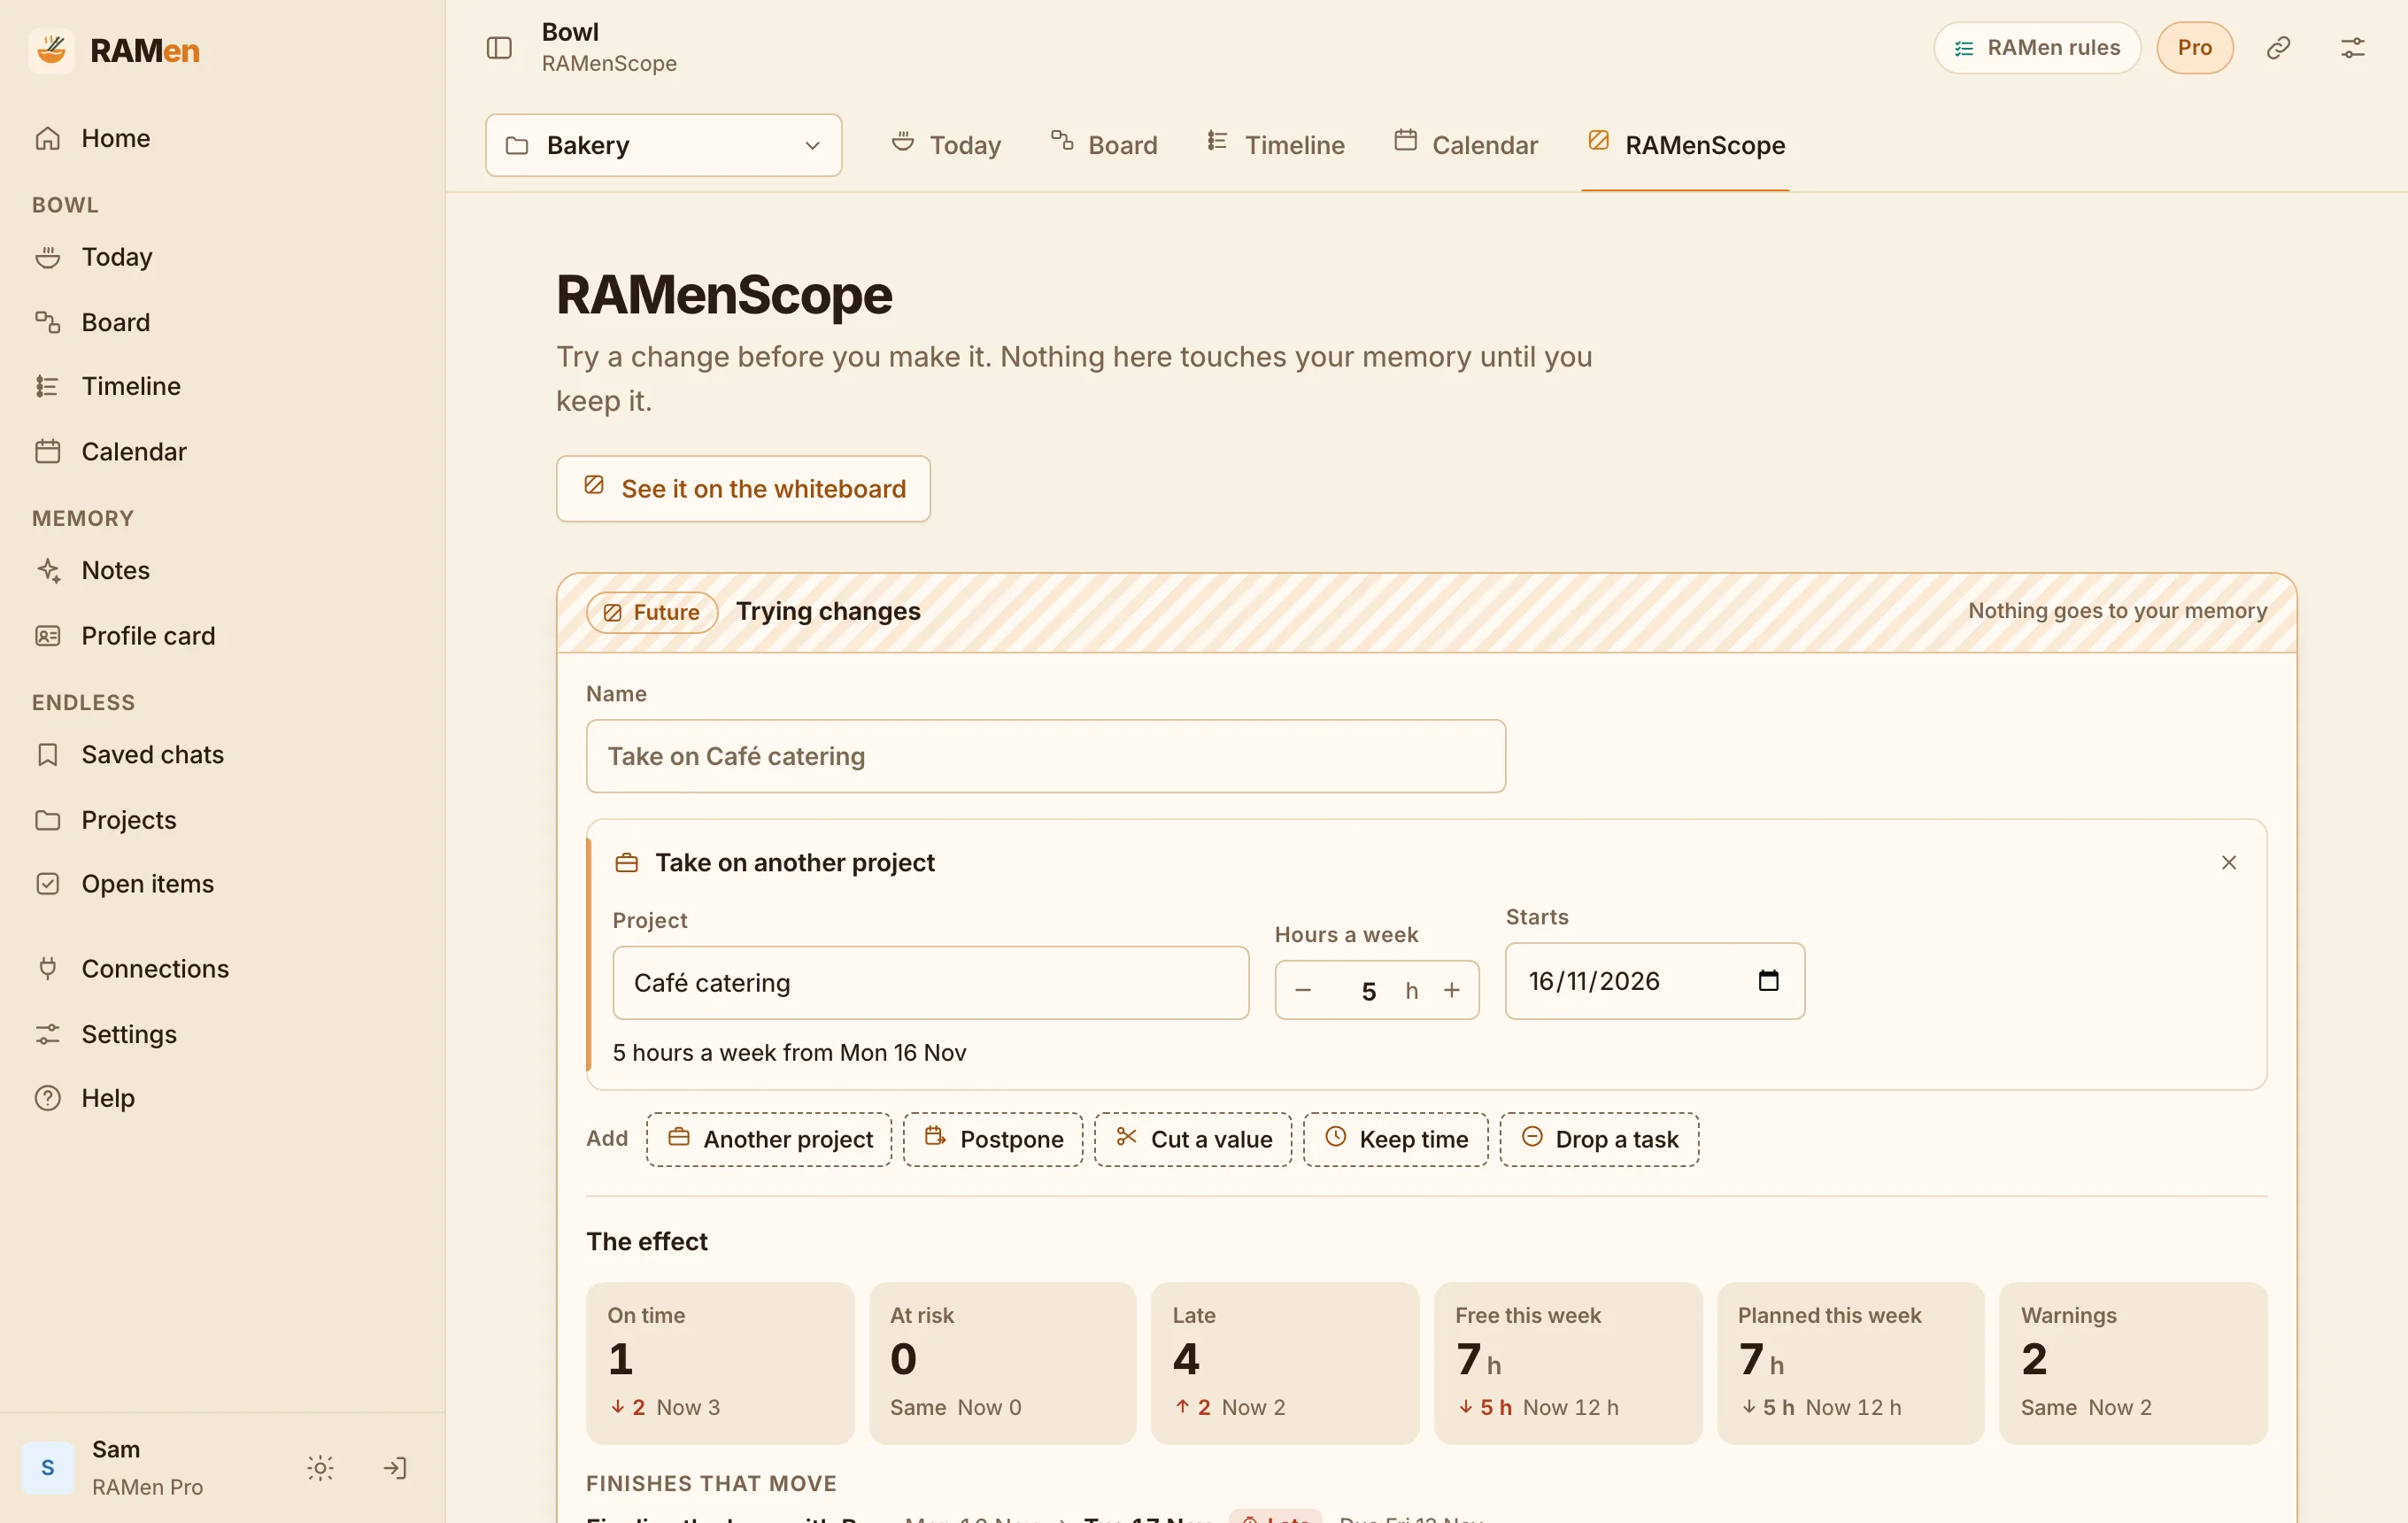 RAMen
Home
BOWL
Today
Board
Timeline
Calendar
MEMORY
Notes
Profile card
ENDLESS
Saved chats
Projects
Open items
Connections
Settings
Help
S
Sam
RAMen Pro
Bowl
RAMenScope
RAMen rules
Pro
Bakery
Today
Board
Timeline
Calendar
RAMenScope
RAMenScope
Try a change before you make it. Nothing here touches your memory until you
keep it.
See it on the whiteboard
Future
Trying changes
Nothing goes to your memory
Name
Take on Café catering
Take on another project
Project
Café catering
Hours a week
− 5 h +
Starts
16/11/2026
5 hours a week from Mon 16 Nov
Add
Another project
Postpone
Cut a value
Keep time
Drop a task
The effect
On time
1
↓ 2 Now 3
At risk
0
Same Now 0
Late
4
↑ 2 Now 2
Free this week
7 h
↓ 5 h Now 12 h
Planned this week
7 h
↓ 5 h Now 12 h
Warnings
2
Same Now 2
FINISHES THAT MOVE